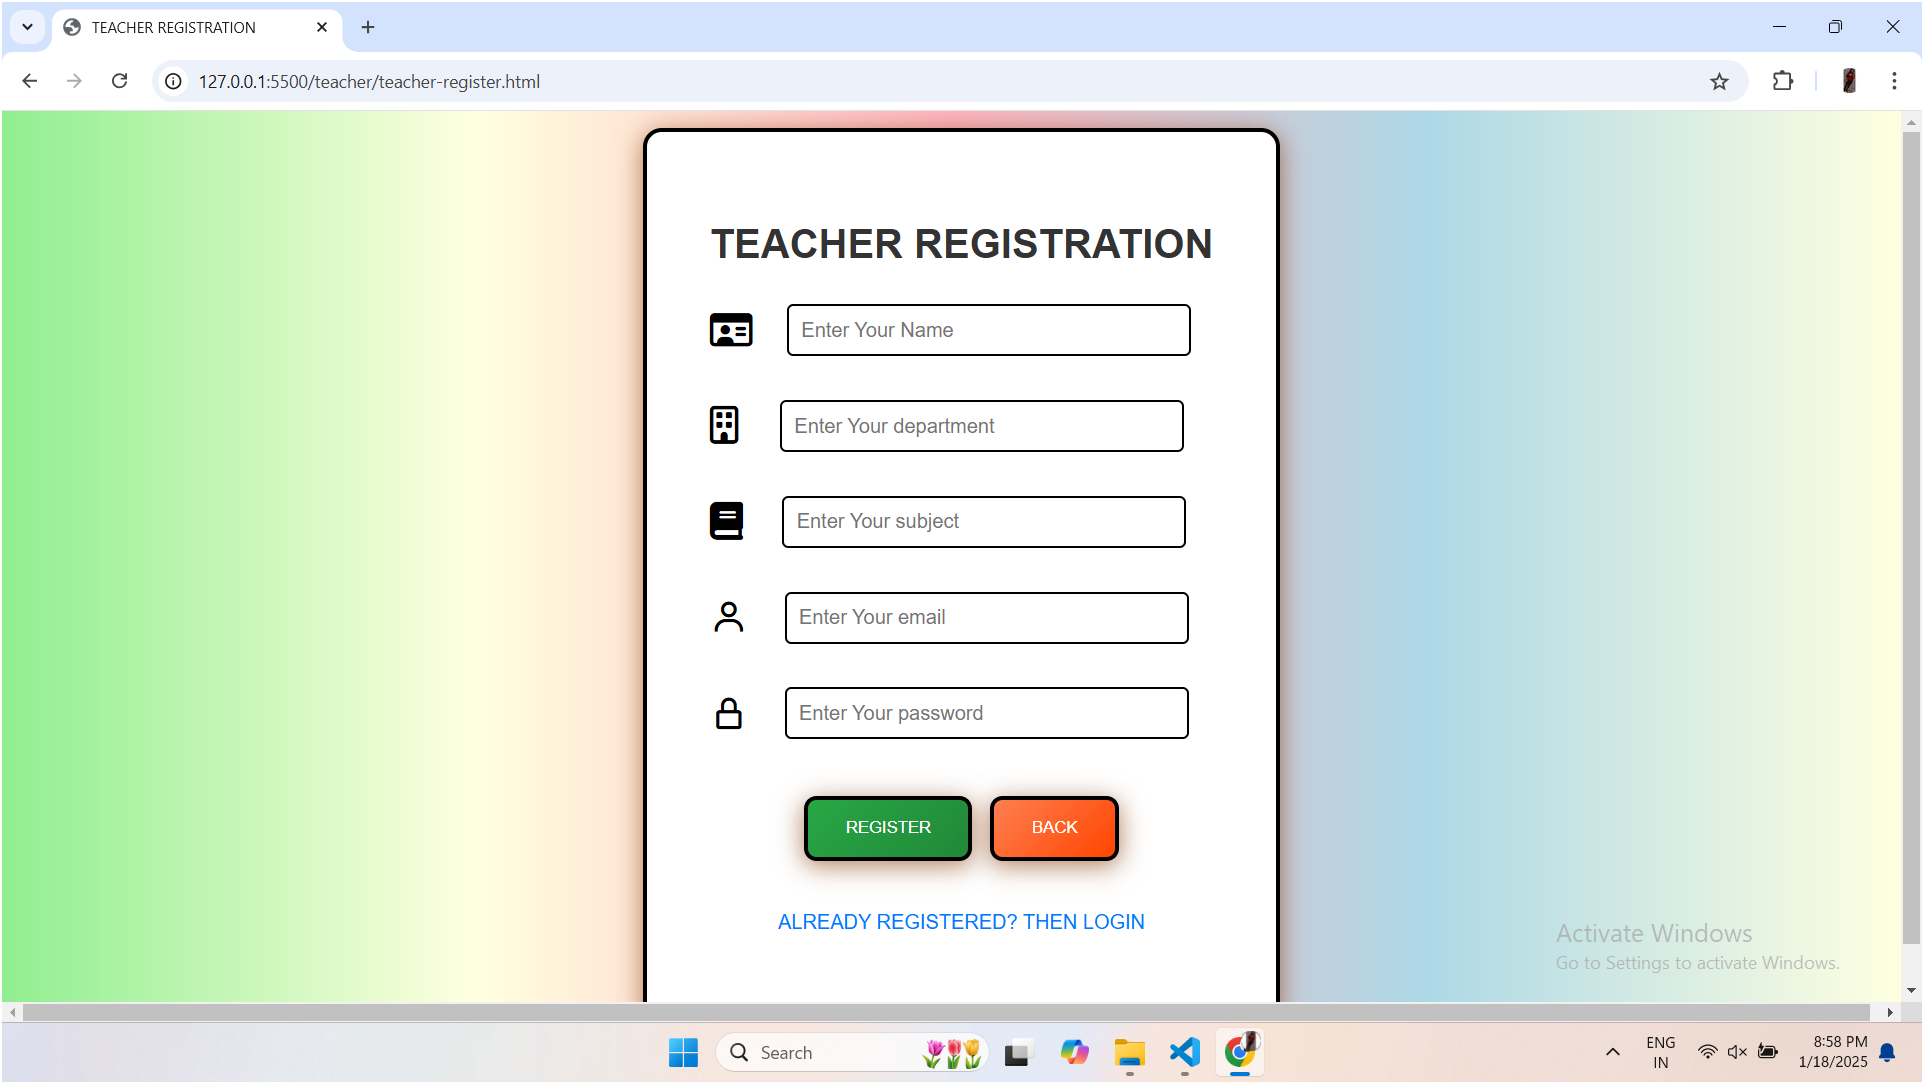 TEACHER REGISTRATION
127.0.0.1:5500/teacher/teacher-register.html
TEACHER REGISTRATION
Enter Your Name
Enter Your department
Enter Your subject
Enter Your email
Enter Your password
REGISTER BACK
ALREADY REGISTERED? THEN LOGIN
Activate Windows
Go to Settings to activate Windows.
Search
ENG
IN
8:58 PM
1/18/2025